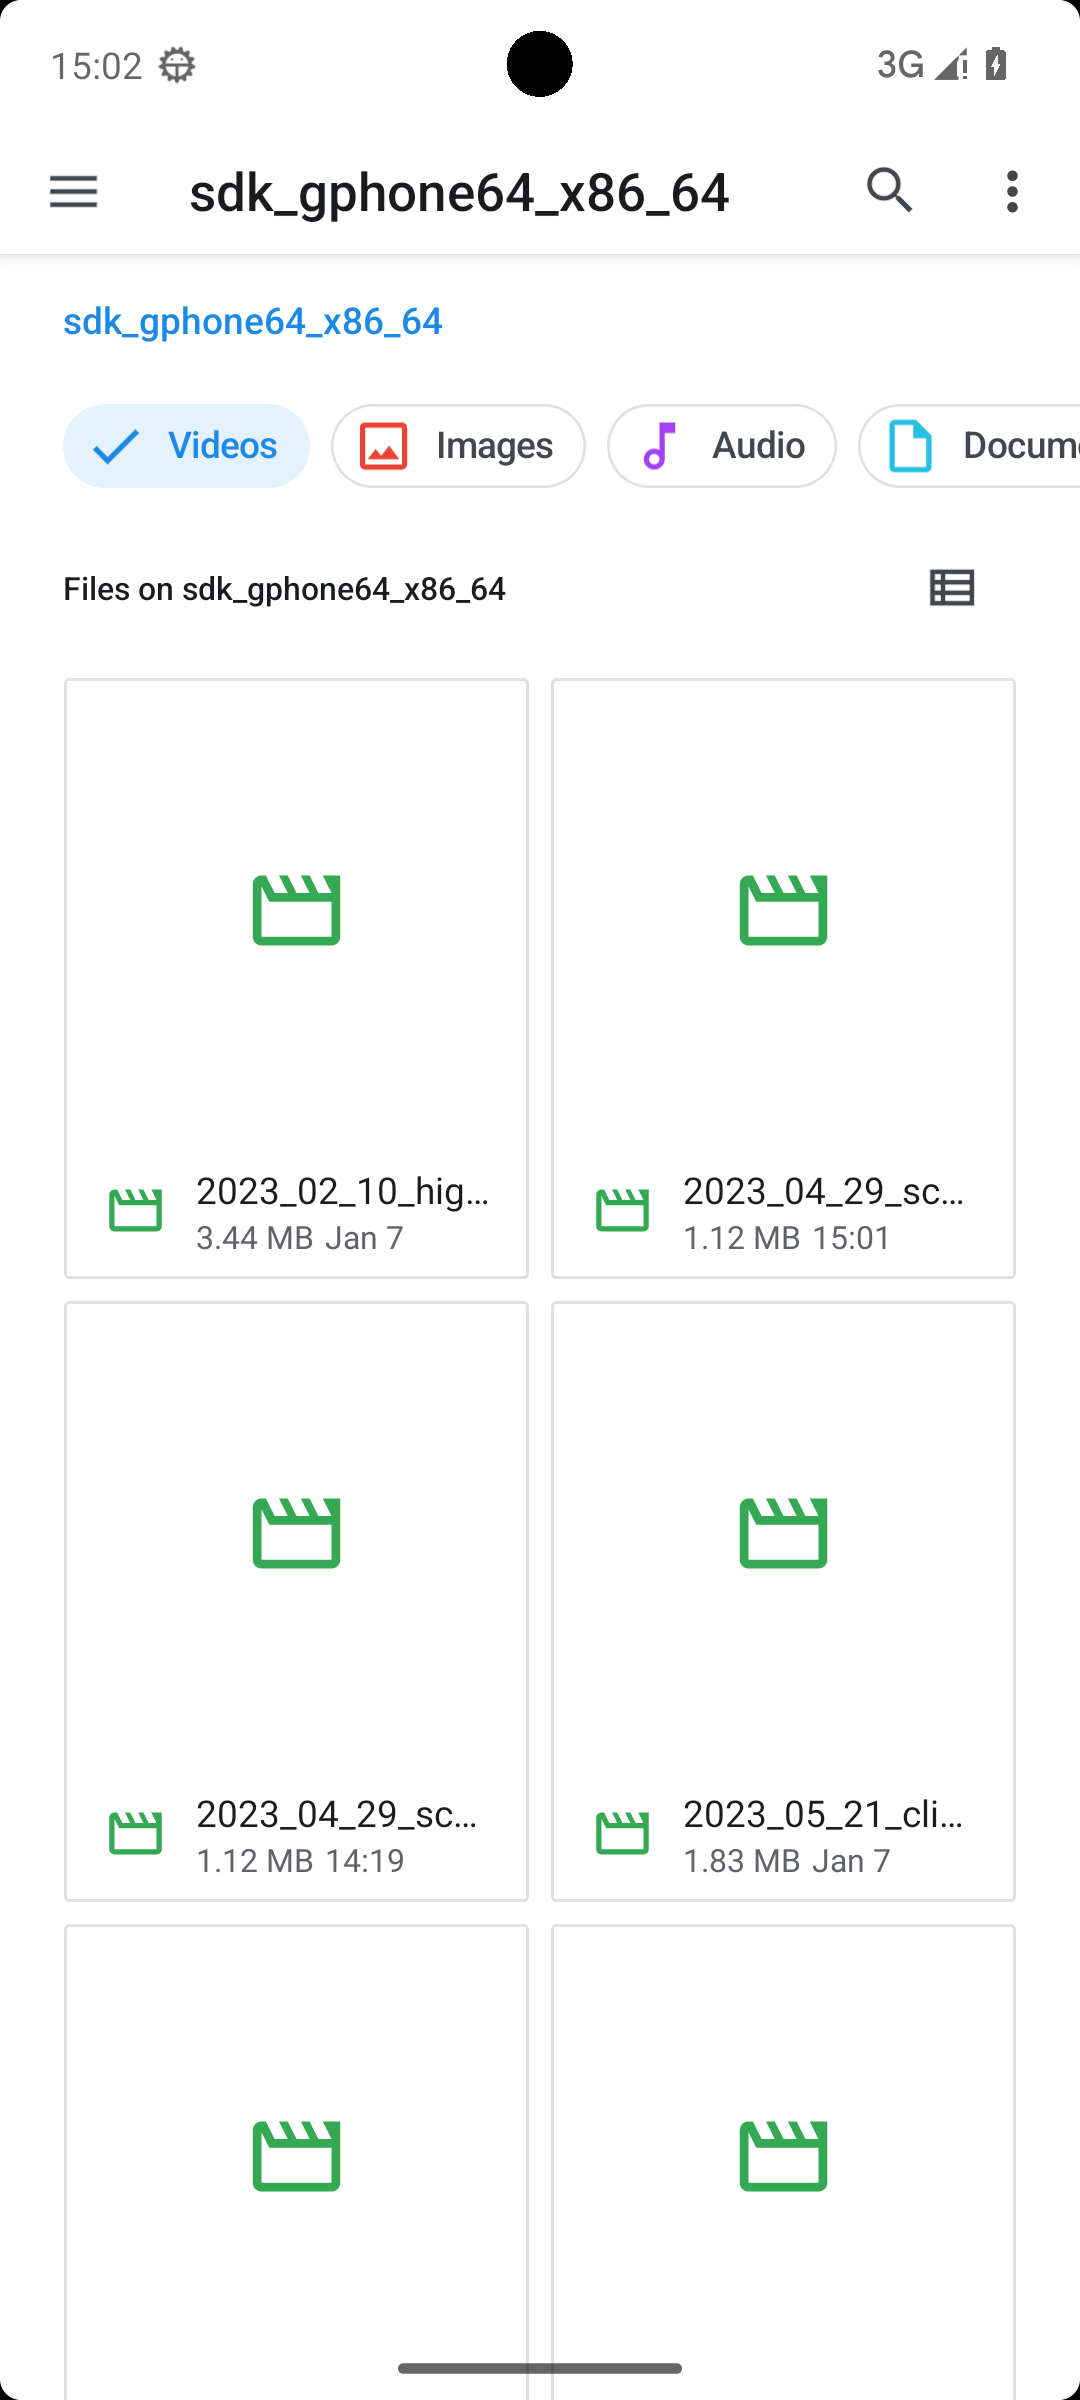 15:02
3G
sdk_gphone64_x86_64
sdk_gphone64_x86_64
Videos
Images
Audio
Docum
Files on sdk_gphone64_x86_64
2023_02_10_hig...
3.44 MB Jan 7
2023_04_29_sc...
1.12 MB 15:01
2023_04_29_sc...
1.12 MB 14:19
2023_05_21_cli...
1.83 MB Jan 7